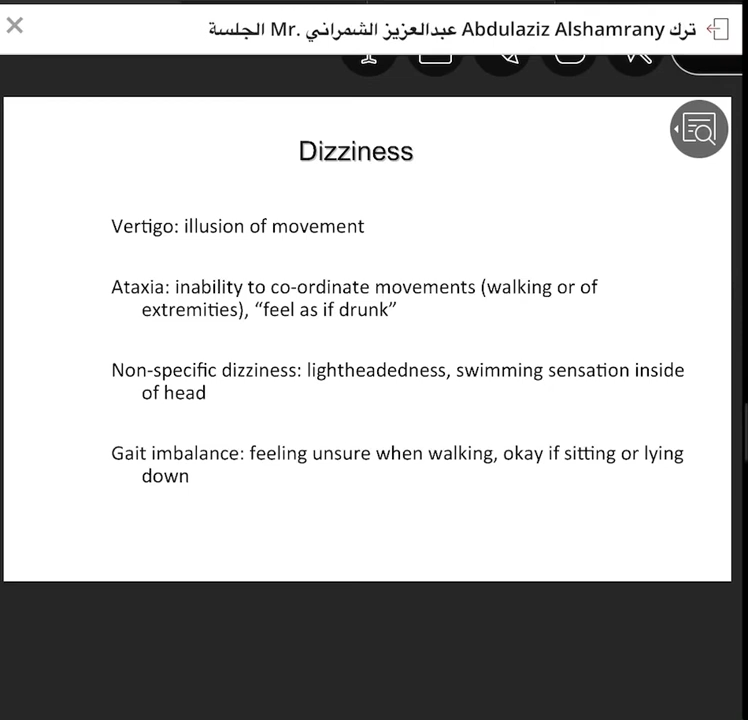 ترك Abdulaziz Alshamrany عبدالعزيز الشمراني .Mr الجلسة
Dizziness
Vertigo: illusion of movement
Ataxia: inability to co-ordinate movements (walking or of
extremities), “feel as if drunk”
Non-specific dizziness: lightheadedness, swimming sensation inside
of head
Gait imbalance: feeling unsure when walking, okay if sitting or lying
down